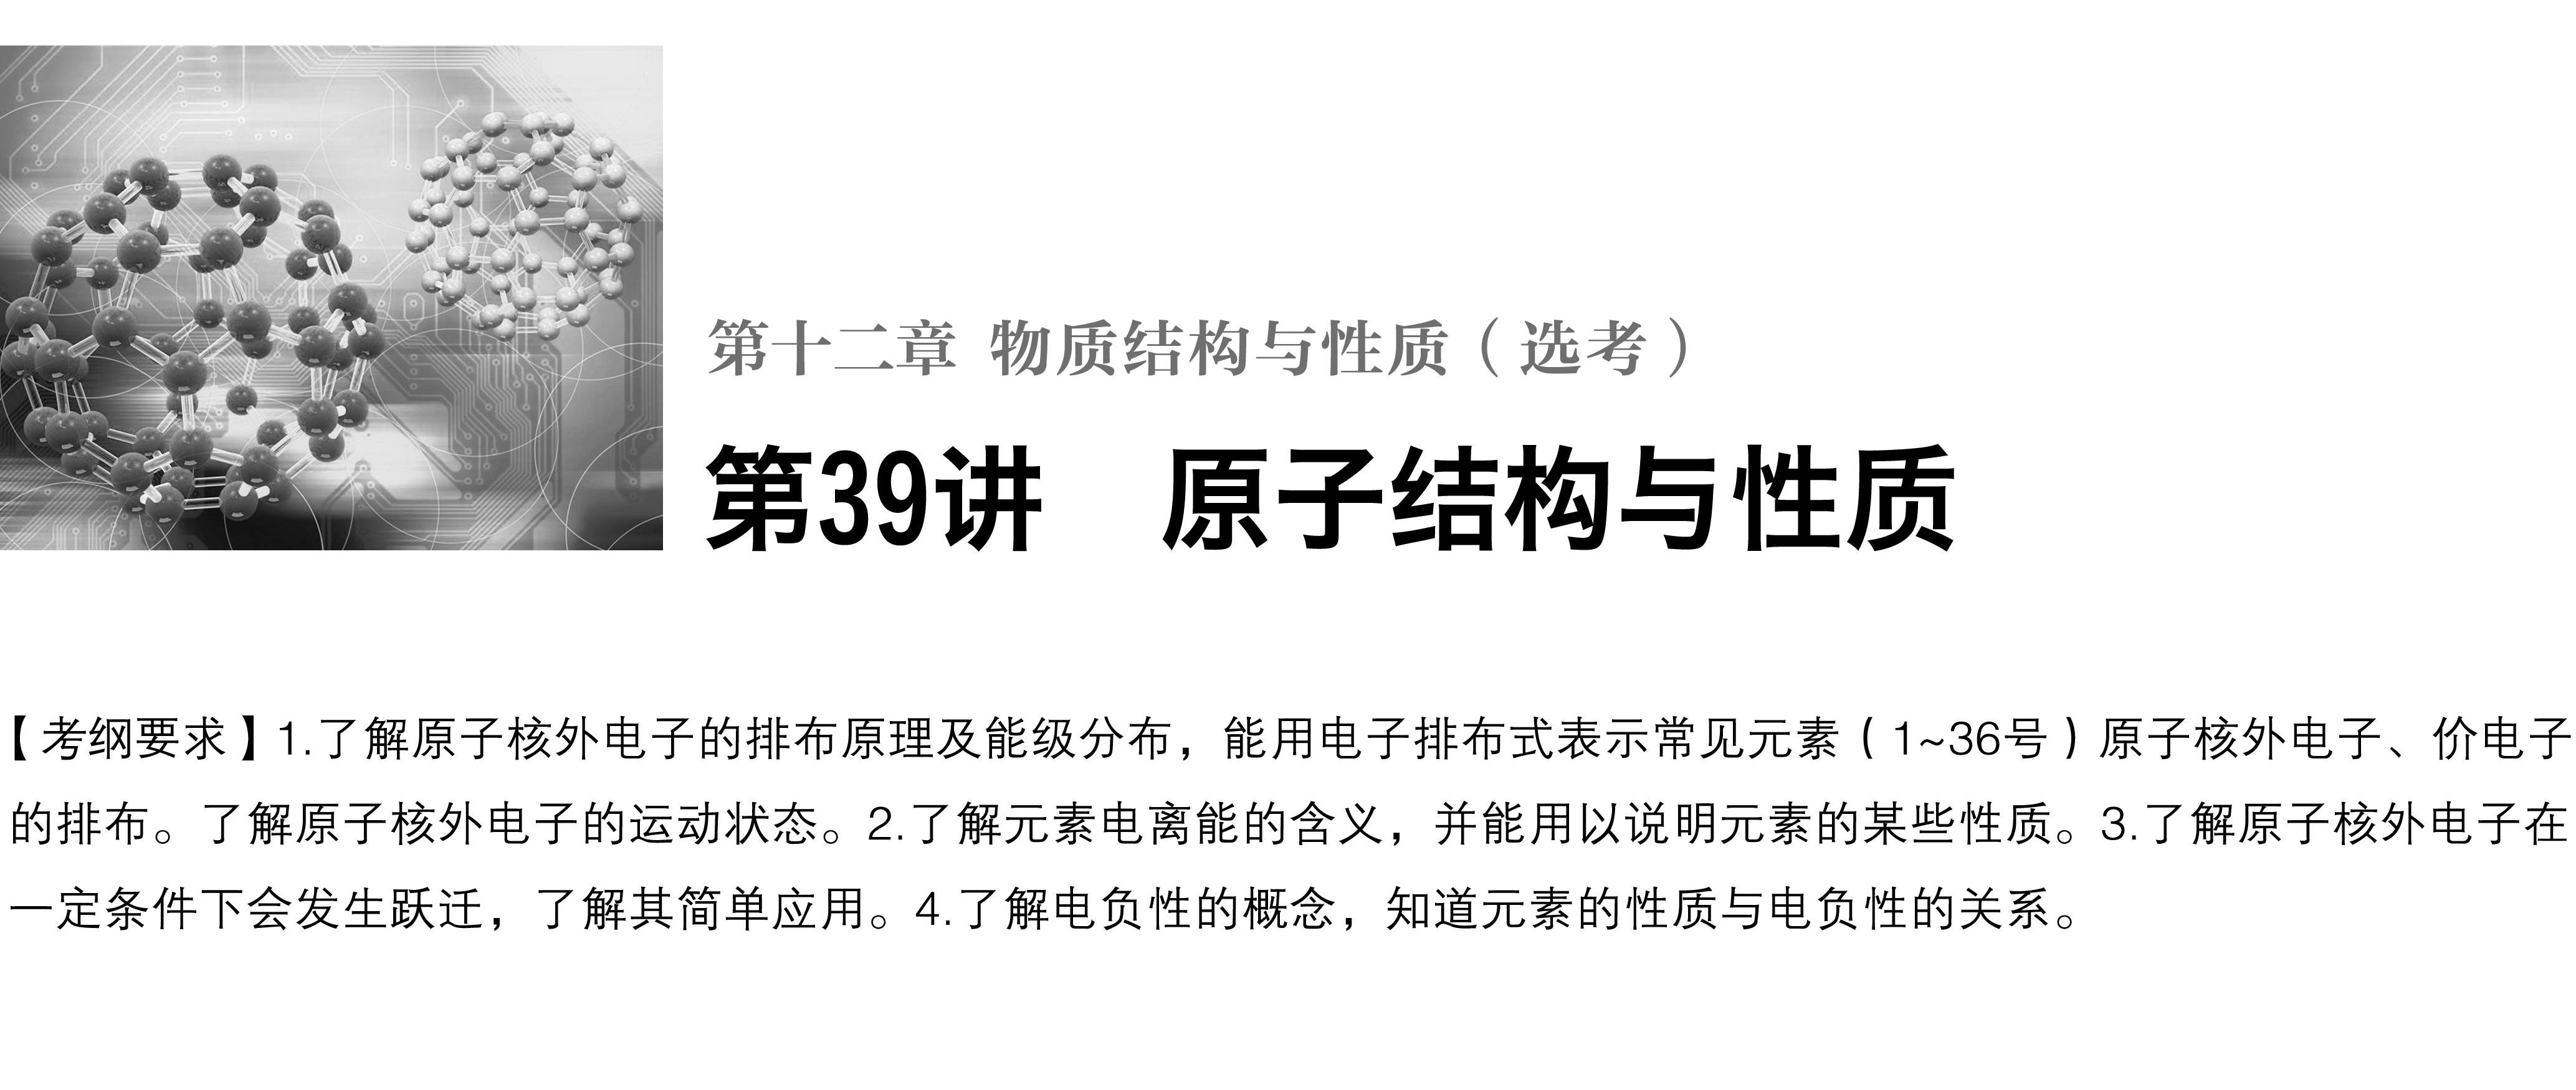 第十二章 物质结构与性质（选考）
第39讲　原子结构与性质
【考纲要求】1.了解原子核外电子的排布原理及能级分布，能用电子排布式表示常见元素（1~36号）原子核外电子、价电子
的排布。了解原子核外电子的运动状态。2.了解元素电离能的含义，并能用以说明元素的某些性质。3.了解原子核外电子在
一定条件下会发生跃迁，了解其简单应用。4.了解电负性的概念，知道元素的性质与电负性的关系。